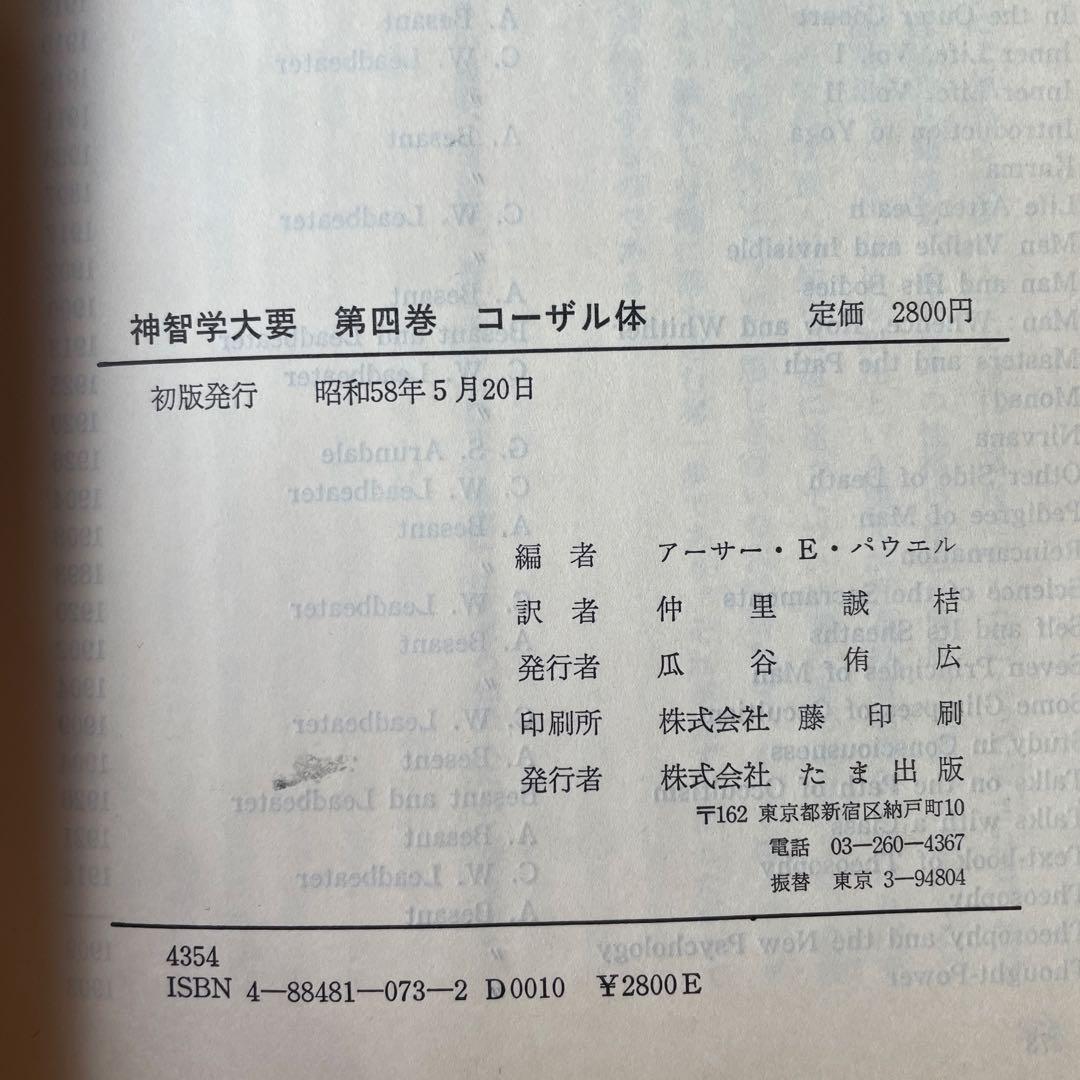 神智学大要　第四巻　コーザル体　定価　2800円
初版発行　昭和58年5月20日
編者　アーサー・E・パウエル
訳者　仲里誠桔
発行者　瓜谷侑広
印刷所　株式会社 藤印刷
発行者　株式会社 たま出版
〒162 東京都新宿区納戸町10
電話　03—260—4367
振替　東京 3—94804
4354
ISBN 4—88481—073—2 D0010 ¥2800E